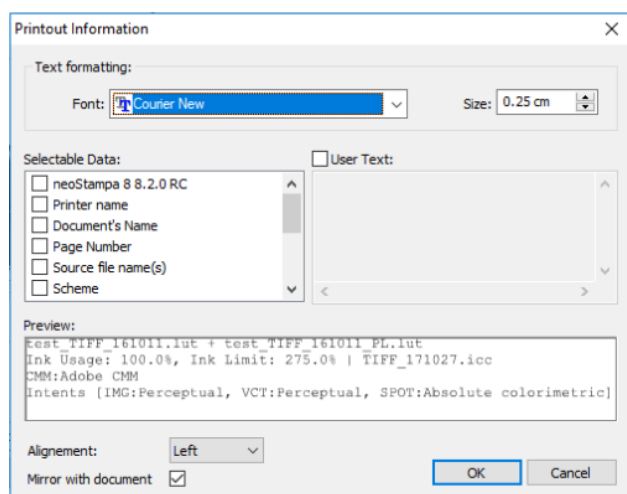 Printout Information
Text formatting:
Font: Courier New Size: 0.25 cm
Selectable Data: User Text:
neoStampa 8 8.2.0 RC
Printer name
Document's Name
Page Number
Source file name(s)
Scheme
Preview:
test_TIFF_161011.lut + test_TIFF_161011_PL.lut
Ink Usage: 100.0%, Ink Limit: 275.0% | TIFF_171027.icc
CMM:Adobe CMM
Intents [IMG:Perceptual, VCT:Perceptual, SPOT:Absolute colorimetric]
Alignement: Left
Mirror with document
OK Cancel